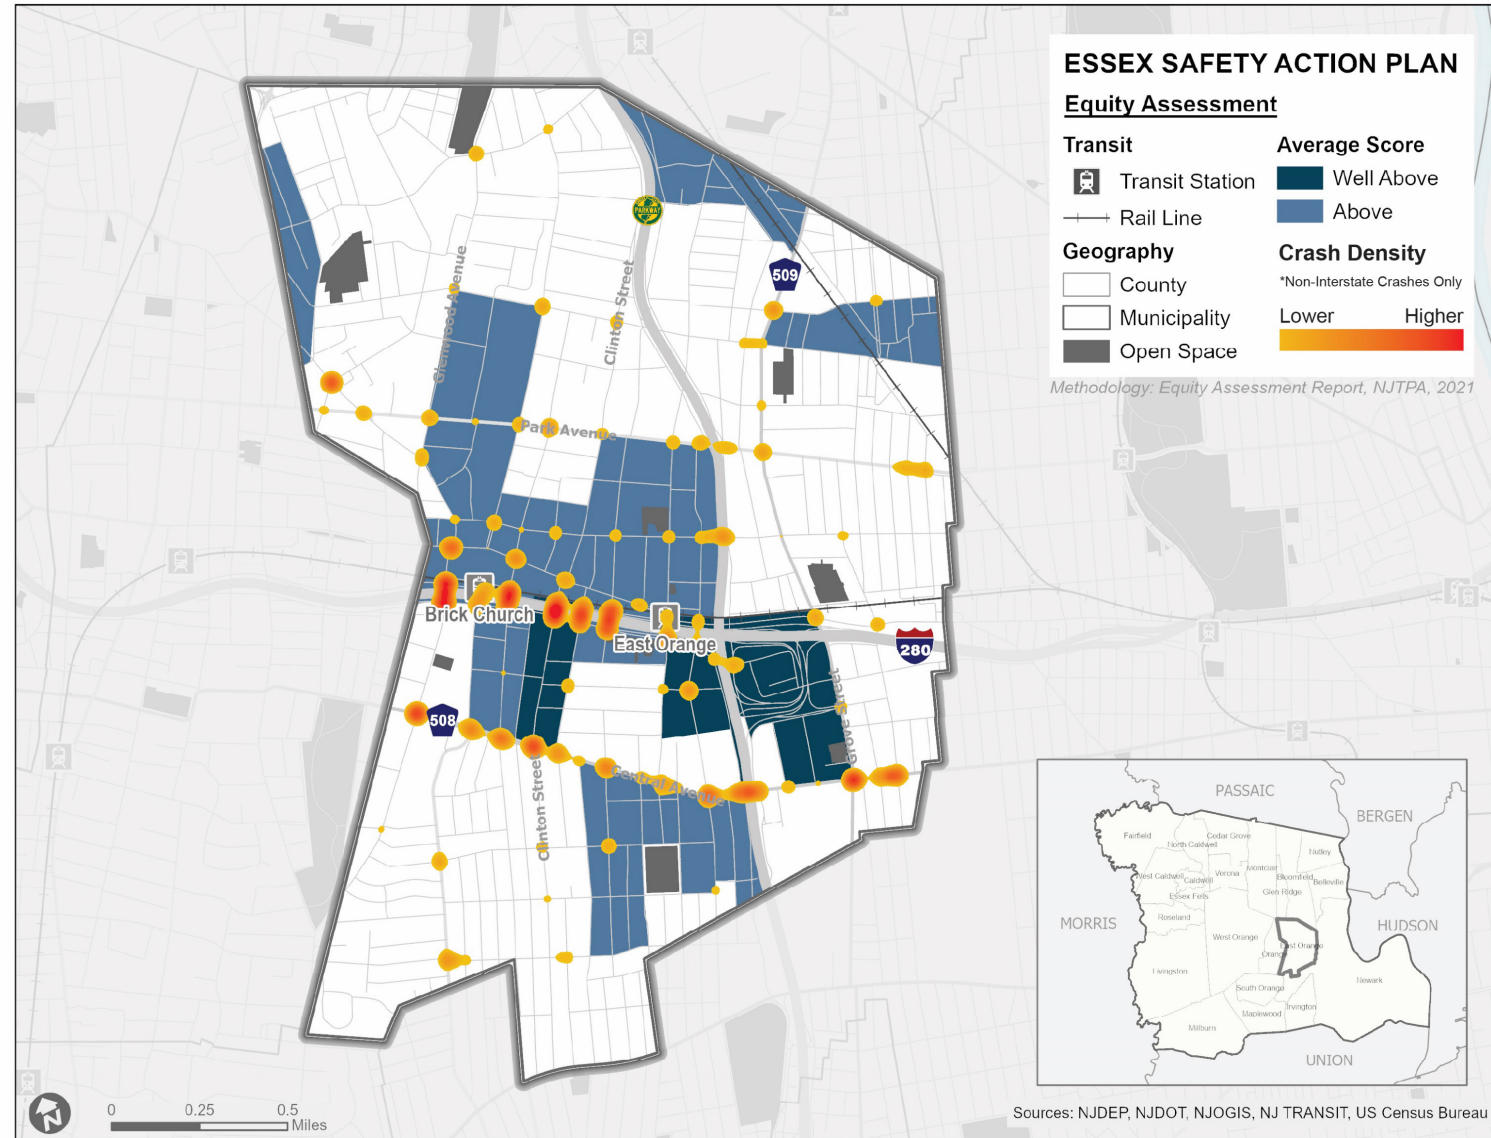 ESSEX SAFETY ACTION PLAN
Equity Assessment
Transit
Transit Station
Rail Line
Geography
County
Municipality
Open Space
Average Score
Well Above
Above
Crash Density
*Non-Interstate Crashes Only
Lower Higher
Methodology: Equity Assessment Report, NJTPA, 2021
PARKWAY
509
Glenwood Avenue
Clinton Street
Park Avenue
Brick Church
East Orange
280
508
Grove Street
Central Avenue
Clinton Street
PASSAIC
BERGEN
Fairfield
Cedar Grove
North Caldwell
Nutley
West Caldwell
Caldwell
Verona
Montclair
Bloomfield
Belleville
Glen Ridge
Essex Fells
Roseland
MORRIS
HUDSON
West Orange
East Orange
Orange
Livingston
Newark
South Orange
Irvington
Maplewood
Millburn
UNION
N
0 0.25 0.5
Miles
Sources: NJDEP, NJDOT, NJOGIS, NJ TRANSIT, US Census Bureau